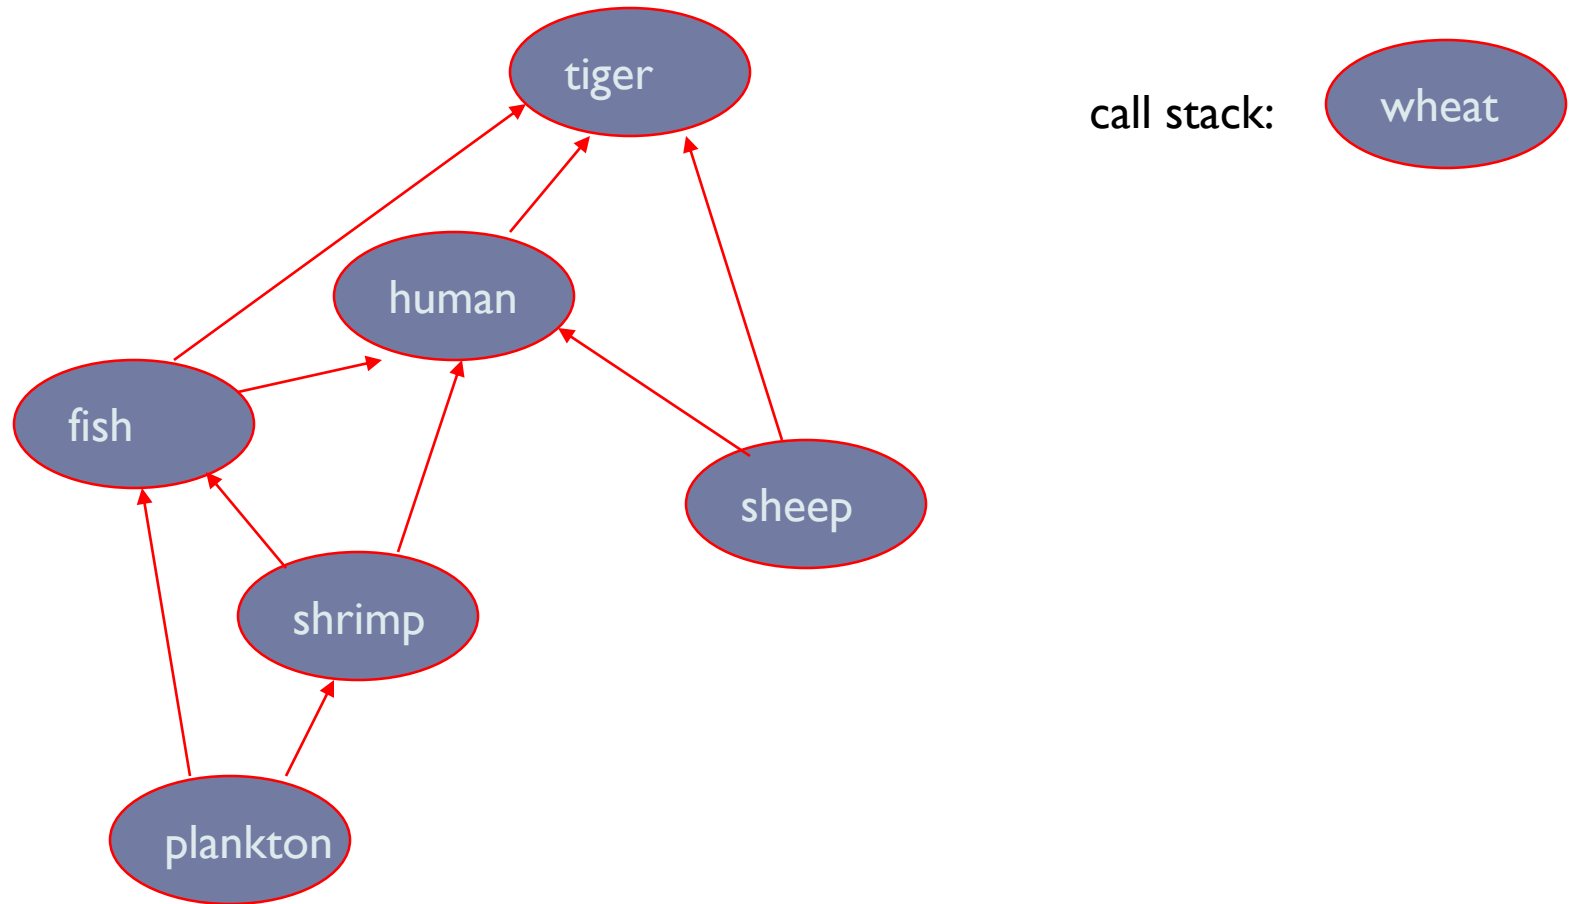 tiger
call stack:
wheat
human
fish
sheep
shrimp
plankton